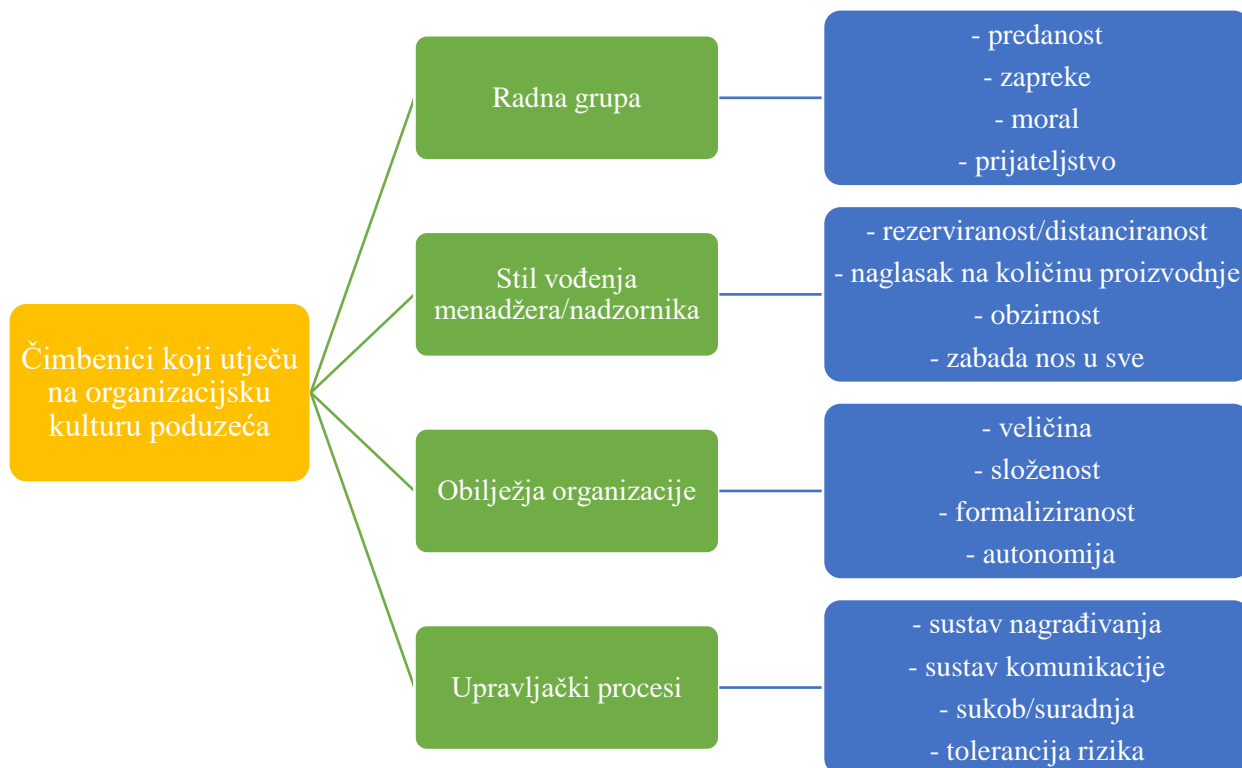 Čimbenici koji utječu
na organizacijsku
kulturu poduzeća
Radna grupa
- predanost
- zapreke
- moral
- prijateljstvo
Stil vođenja
menadžera/nadzornika
- rezerviranost/distanciranost
- naglasak na količinu proizvodnje
- obzirnost
- zabada nos u sve
Obilježja organizacije
- veličina
- složenost
- formaliziranost
- autonomija
Upravljački procesi
- sustav nagrađivanja
- sustav komunikacije
- sukob/suradnja
- tolerancija rizika